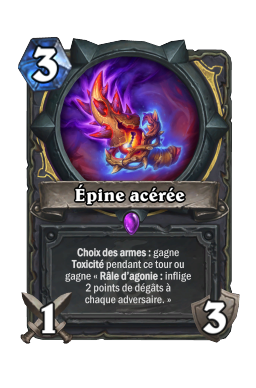 3
Épine acérée
Choix des armes : gagne
Toxicité pendant ce tour ou
gagne « Râle d'agonie : inflige
2 points de dégâts à
chaque adversaire. »
1
3